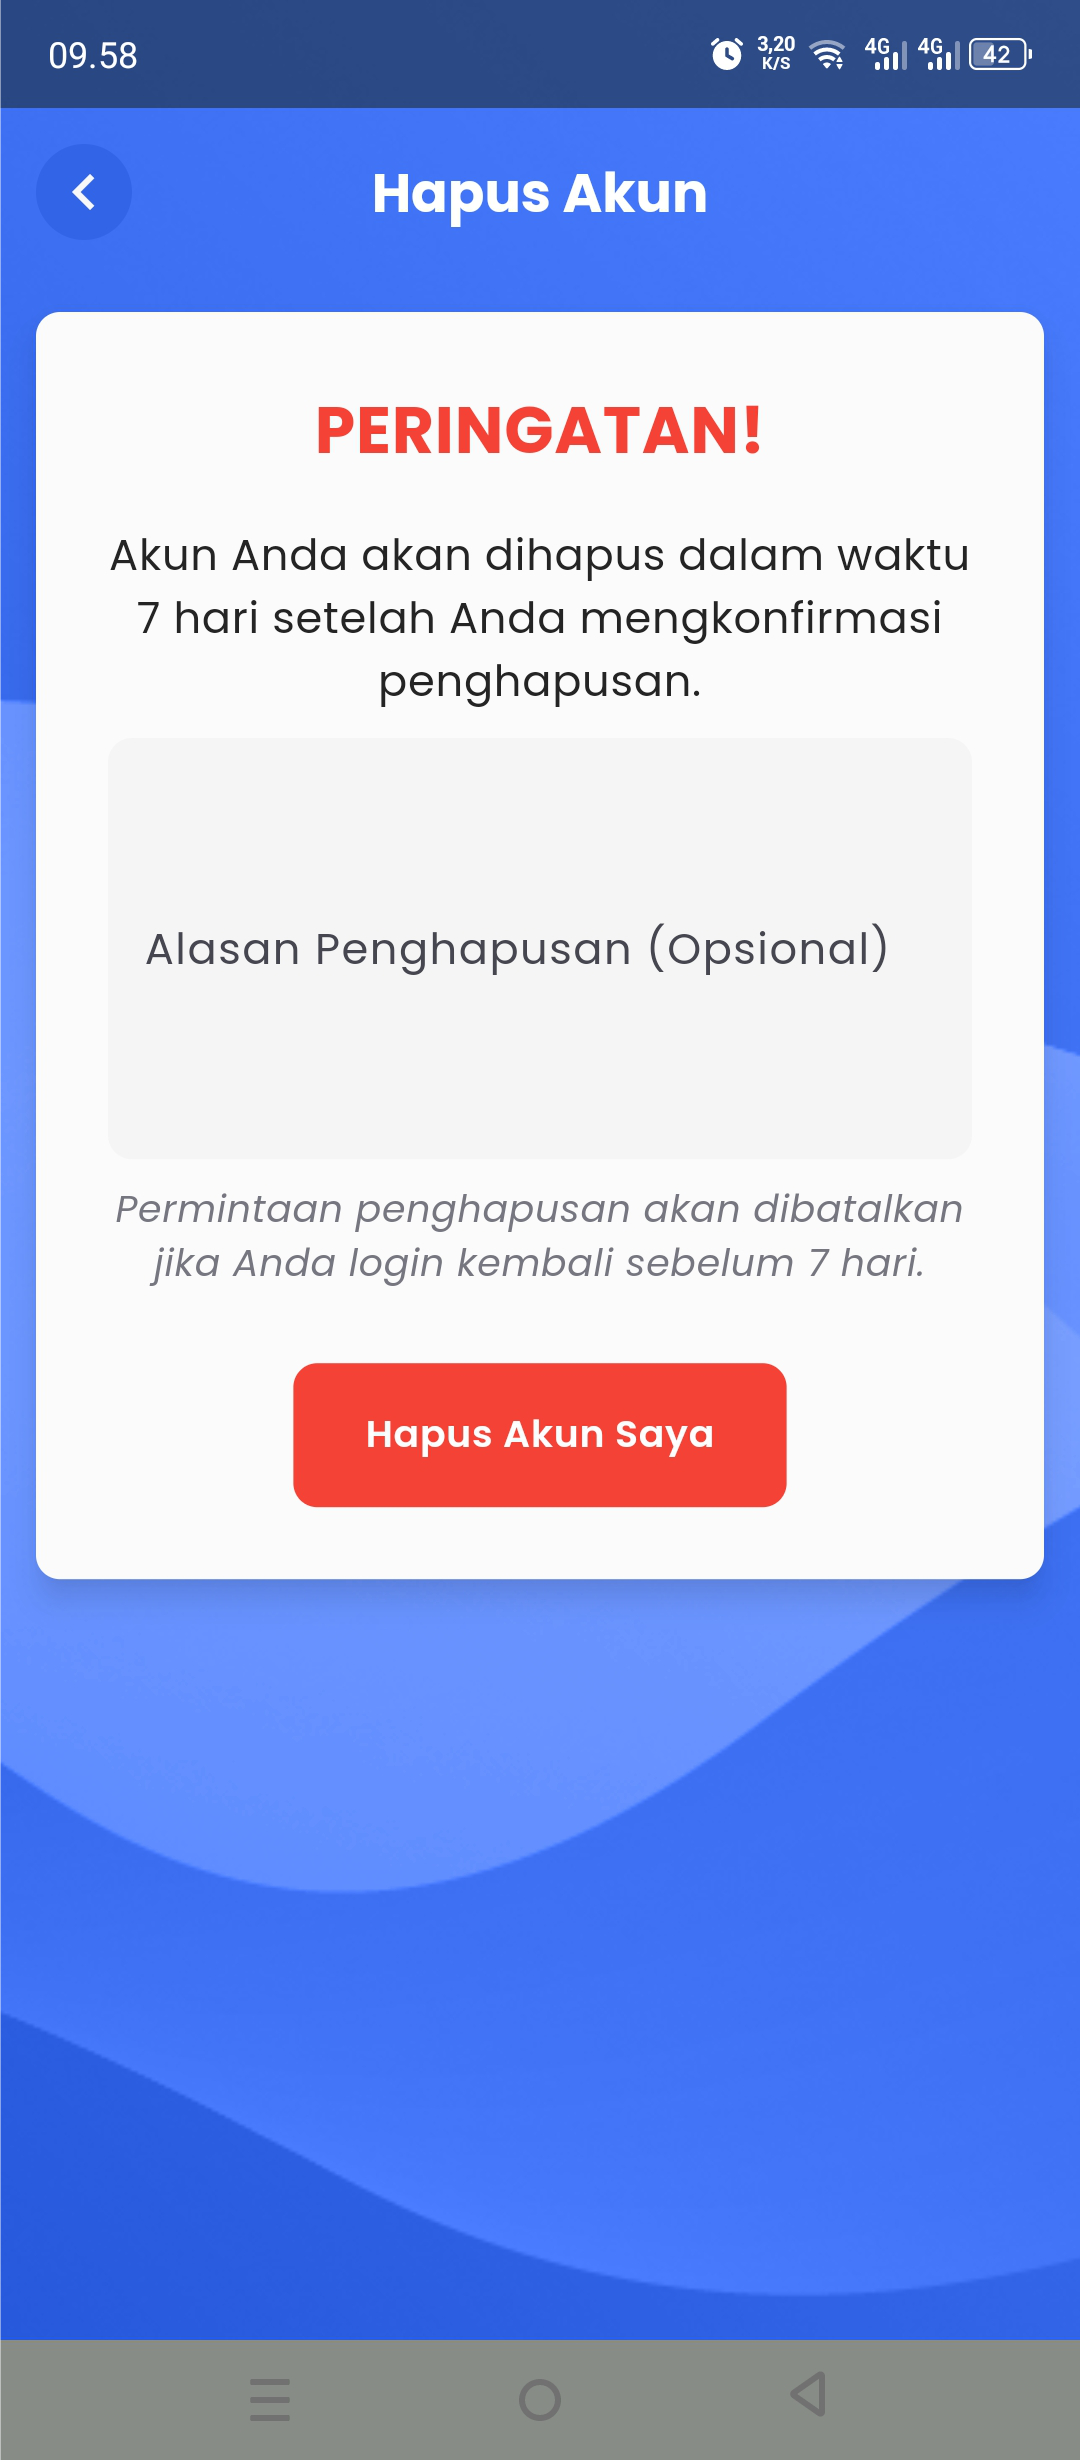 09.58
3,20
K/S
4G
4G
42
Hapus Akun
PERINGATAN!
Akun Anda akan dihapus dalam waktu
7 hari setelah Anda mengkonfirmasi
penghapusan.
Alasan Penghapusan (Opsional)
Permintaan penghapusan akan dibatalkan
jika Anda login kembali sebelum 7 hari.
Hapus Akun Saya